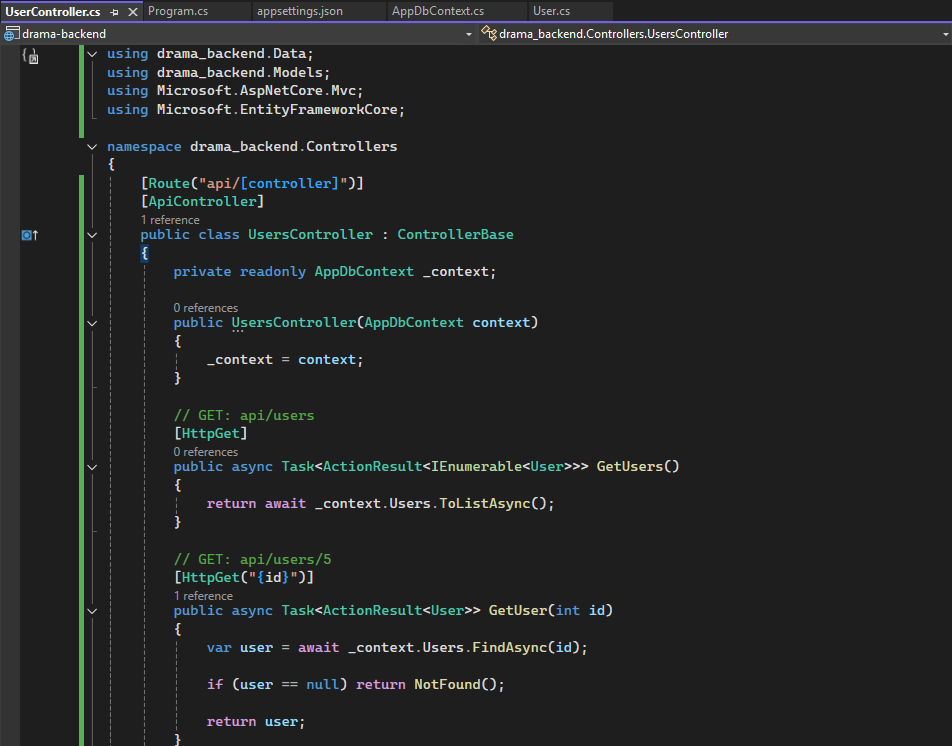 UserController.cs Program.cs appsettings.json AppDbContext.cs User.cs
drama-backend drama_backend.Controllers.UsersController
using drama_backend.Data;
using drama_backend.Models;
using Microsoft.AspNetCore.Mvc;
using Microsoft.EntityFrameworkCore;
namespace drama_backend.Controllers
{
[Route("api/[controller]")]
[ApiController]
1 reference
public class UsersController : ControllerBase
{
private readonly AppDbContext _context;
0 references
public UsersController(AppDbContext context)
{
_context = context;
}
// GET: api/users
[HttpGet]
0 references
public async Task<ActionResult<IEnumerable<User>>> GetUsers()
{
return await _context.Users.ToListAsync();
}
// GET: api/users/5
[HttpGet("{id}")]
1 reference
public async Task<ActionResult<User>> GetUser(int id)
{
var user = await _context.Users.FindAsync(id);
if (user == null) return NotFound();
return user;
}